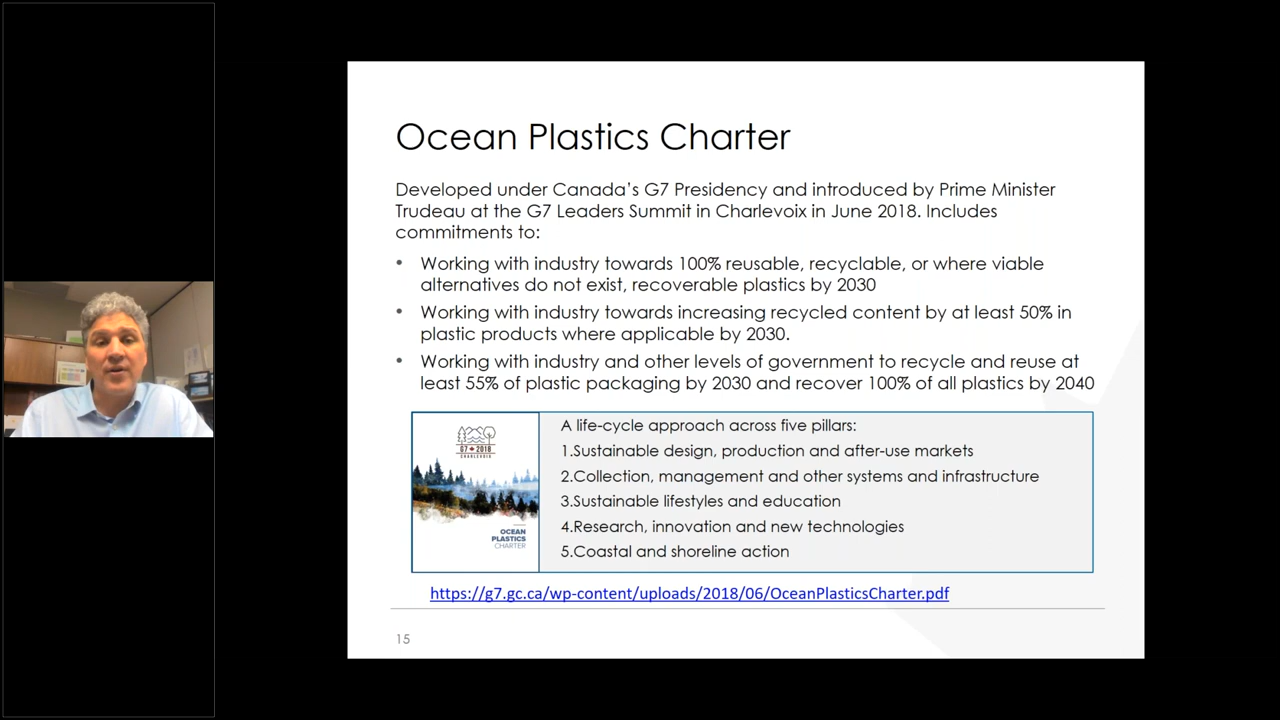 Ocean Plastics Charter
Developed under Canada's G7 Presidency and introduced by Prime Minister
Trudeau at the G7 Leaders Summit in Charlevoix in June 2018. Includes
commitments to:
• Working with industry towards 100% reusable, recyclable, or where viable
alternatives do not exist, recoverable plastics by 2030
• Working with industry towards increasing recycled content by at least 50% in
plastic products where applicable by 2030.
• Working with industry and other levels of government to recycle and reuse at
least 55% of plastic packaging by 2030 and recover 100% of all plastics by 2040
G7 2018
CHARLEVOIX
OCEAN
PLASTICS
CHARTER
A life-cycle approach across five pillars:
1.Sustainable design, production and after-use markets
2.Collection, management and other systems and infrastructure
3.Sustainable lifestyles and education
4.Research, innovation and new technologies
5.Coastal and shoreline action
https://g7.gc.ca/wp-content/uploads/2018/06/OceanPlasticsCharter.pdf
15